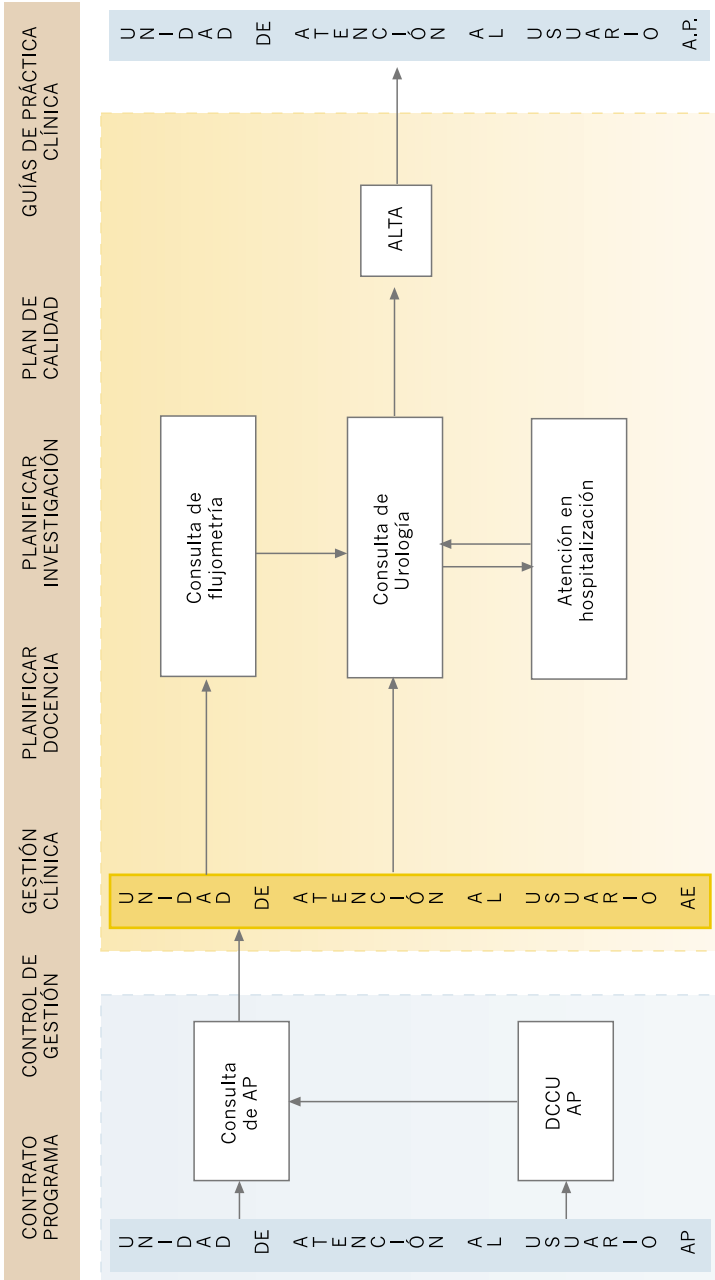 CONTRATO
PROGRAMA
CONTROL DE
GESTIÓN
GESTIÓN
CLÍNICA
PLANIFICAR
DOCENCIA
PLANIFICAR
INVESTIGACIÓN
PLAN DE
CALIDAD
GUÍAS DE PRÁCTICA
CLÍNICA
UNIDAD DE ATENCIÓN AL USUARIO AP
Consulta
de AP
DCCU
AP
UNIDAD DE ATENCIÓN AL USUARIO AE
Consulta de
flujometría
Consulta de
Urología
Atención en
hospitalización
ALTA
UNIDAD DE ATENCIÓN AL USUARIO A.P.